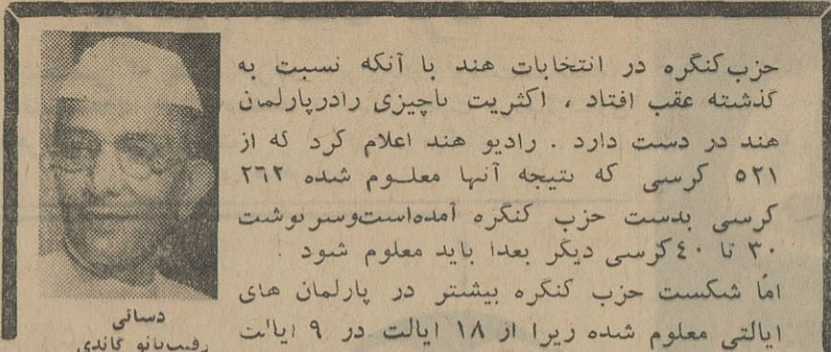 حزب کنگره در انتخابات هند با آنکه نسبت به
گذشته عقب افتاد ، اکثریت ناچیزی رادرپارلمان
هند در دست دارد . رادیو هند اعلام کرد که از
۵۲۱ کرسی که نتیجه آنها معلوم شده ۲۶۲
کرسی بدست حزب کنگره آمده‌است‌وسرنوشت
۳۰ تا ۴۰ کرسی دیگر بعدا باید معلوم شود .
امّا شکست حزب کنگره بیشتر در پارلمان های
ایالتی معلوم شده زیرا از ۱۸ ایالت در ۹ ایالت
دسائی
رقیب‌بانو گاندی